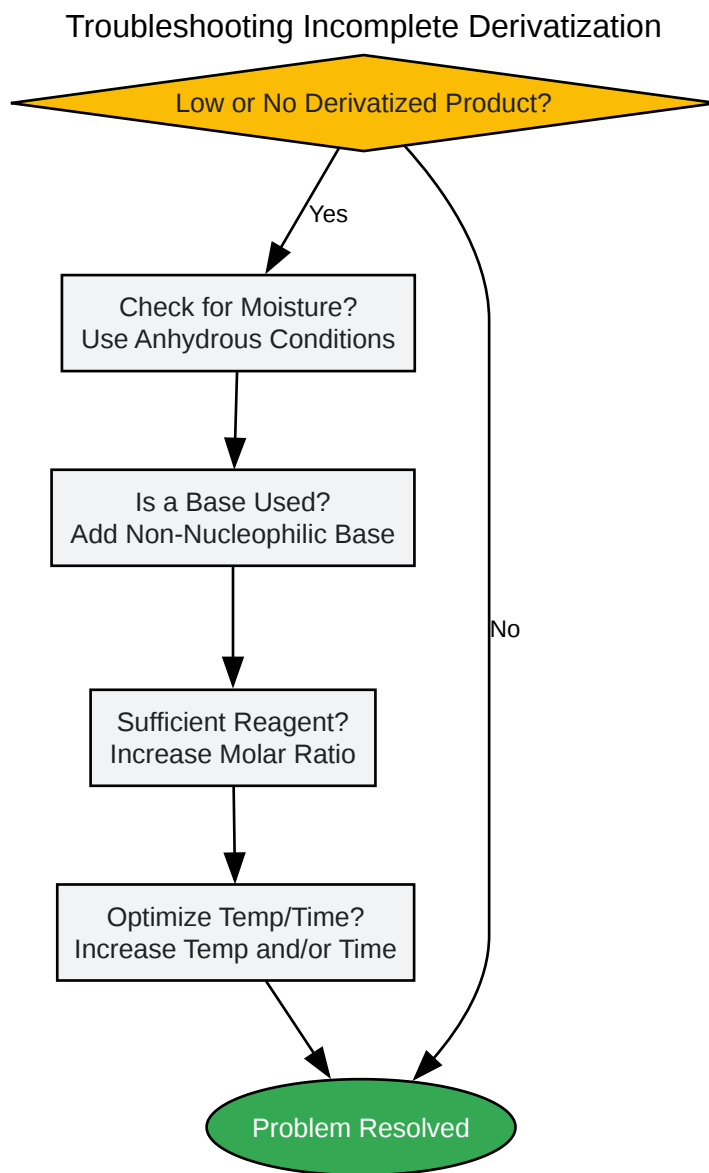 Troubleshooting Incomplete Derivatization
Low or No Derivatized Product?
Yes
Check for Moisture?
Use Anhydrous Conditions
Is a Base Used?
Add Non-Nucleophilic Base
No
Sufficient Reagent?
Increase Molar Ratio
Optimize Temp/Time?
Increase Temp and/or Time
Problem Resolved